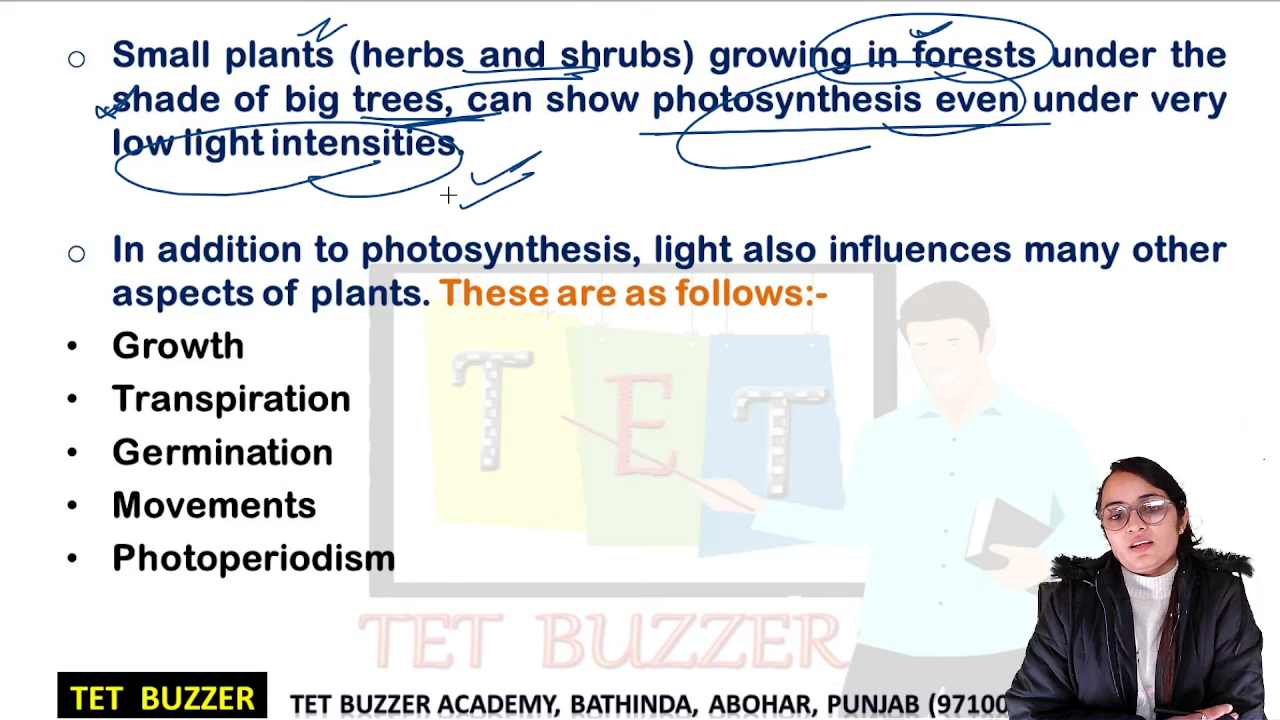 Small plants (herbs and shrubs) growing in forests under the
shade of big trees, can show photosynthesis even under very
low light intensities.
In addition to photosynthesis, light also influences many other
aspects of plants. These are as follows:-
Growth
Transpiration
Germination
Movements
Photoperiodism
TET
TET BUZZER
TET BUZZER
TET BUZZER ACADEMY, BATHINDA, ABOHAR, PUNJAB (97100